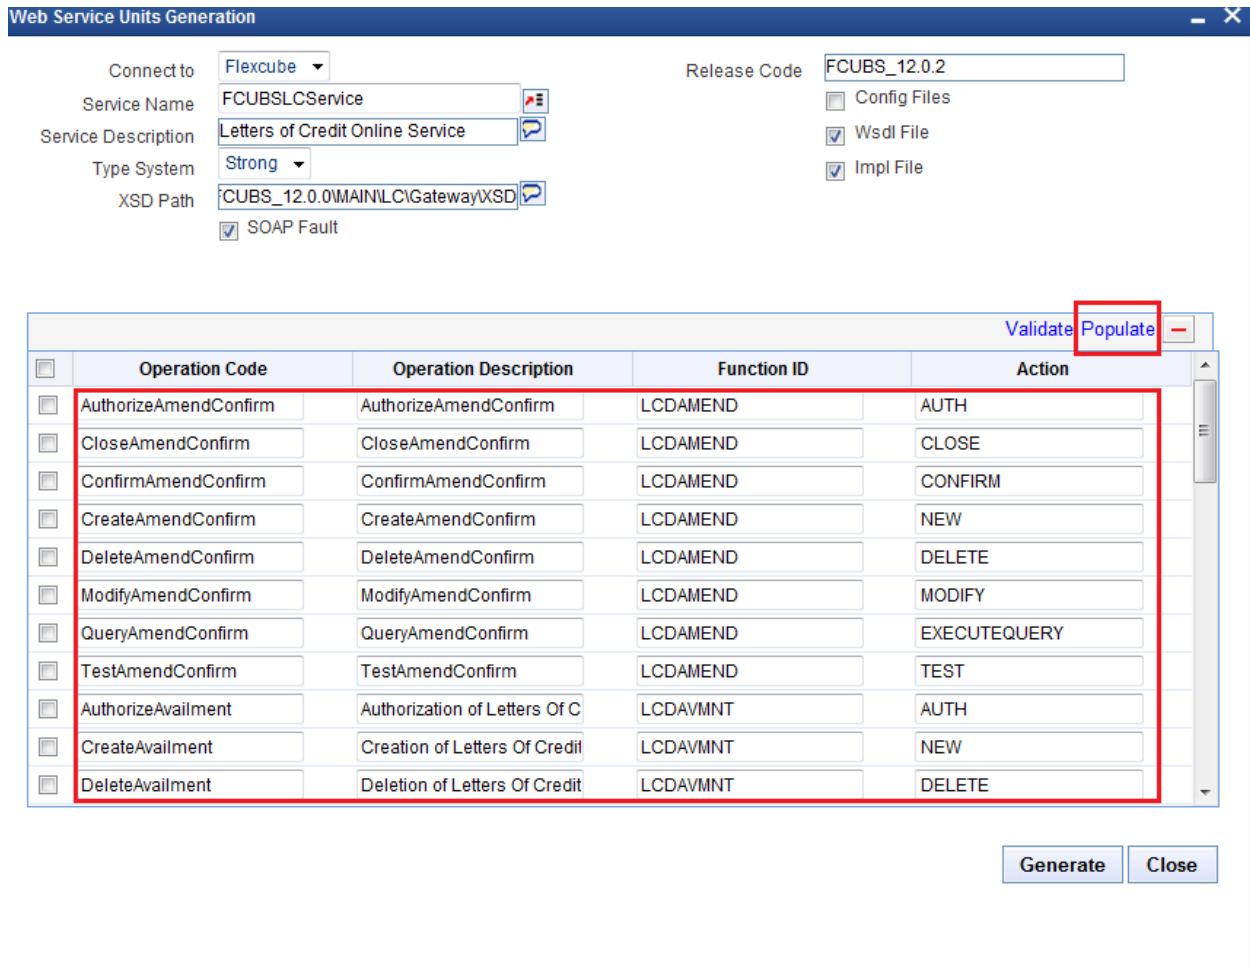 Web Service Units Generation
Connect to Flexcube Release Code FCUBS_12.0.2
Service Name FCUBSLCService Config Files
Service Description Letters of Credit Online Service Wsdl File
Type System Strong Impl File
XSD Path FCUBS_12.0.0\MAIN\LC\Gateway\XSD
SOAP Fault
Validate Populate
Operation Code Operation Description Function ID Action
AuthorizeAmendConfirm AuthorizeAmendConfirm LCDAMEND AUTH
CloseAmendConfirm CloseAmendConfirm LCDAMEND CLOSE
ConfirmAmendConfirm ConfirmAmendConfirm LCDAMEND CONFIRM
CreateAmendConfirm CreateAmendConfirm LCDAMEND NEW
DeleteAmendConfirm DeleteAmendConfirm LCDAMEND DELETE
ModifyAmendConfirm ModifyAmendConfirm LCDAMEND MODIFY
QueryAmendConfirm QueryAmendConfirm LCDAMEND EXECUTEQUERY
TestAmendConfirm TestAmendConfirm LCDAMEND TEST
AuthorizeAvailment Authorization of Letters Of C LCDAVMNT AUTH
CreateAvailment Creation of Letters Of Credit LCDAVMNT NEW
DeleteAvailment Deletion of Letters Of Credit LCDAVMNT DELETE
Generate Close